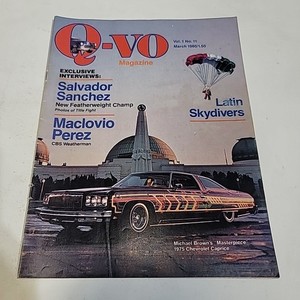 Q-VO
Magazine
Vol. 1 No. 11
March 1980/1.50
EXCLUSIVE
INTERVIEWS:
Salvador
Sanchez
New Featherweight Champ
Photos of Title Fight
Maclovio
Perez
CBS Weatherman
Latin
Skydivers
Michael Brown's "Masterpiece"
1975 Chevrolet Caprice